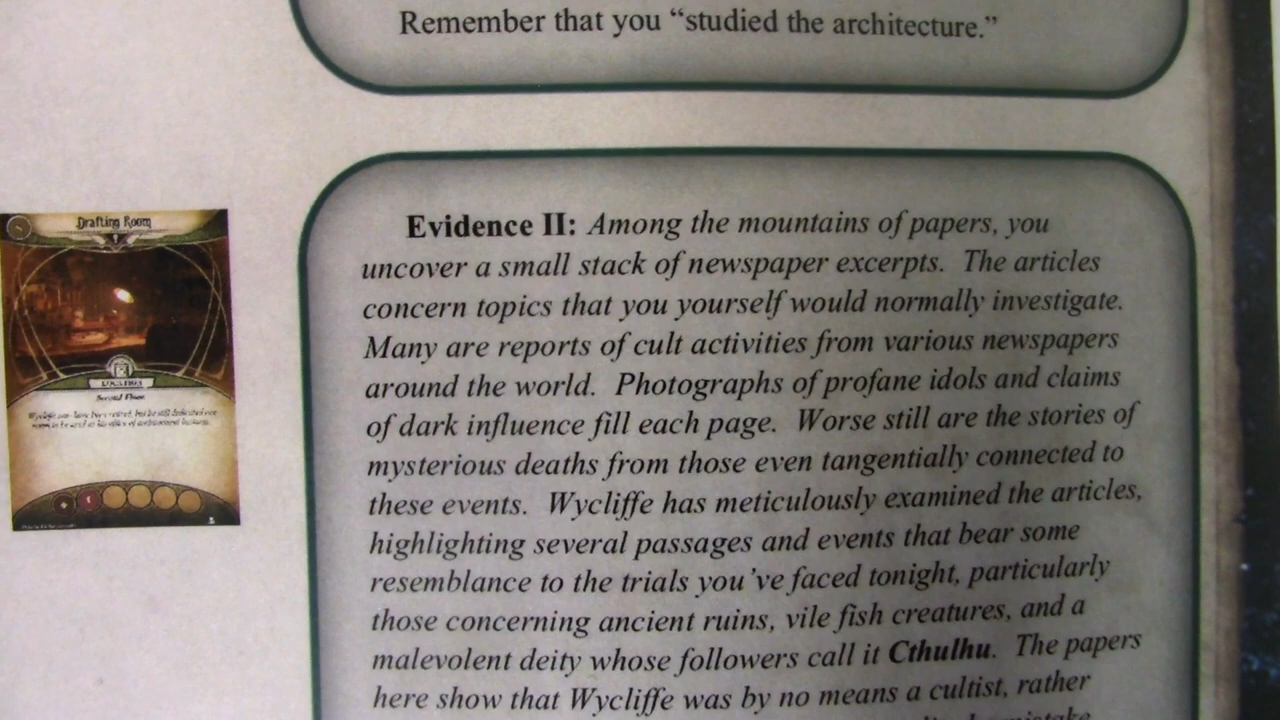 Remember that you “studied the architecture.”
Drafting Room
LOCATION
Second Floor
Evidence II: Among the mountains of papers, you
uncover a small stack of newspaper excerpts. The articles
concern topics that you yourself would normally investigate.
Many are reports of cult activities from various newspapers
around the world. Photographs of profane idols and claims
of dark influence fill each page. Worse still are the stories of
mysterious deaths from those even tangentially connected to
these events. Wycliffe has meticulously examined the articles,
highlighting several passages and events that bear some
resemblance to the trials you’ve faced tonight, particularly
those concerning ancient ruins, vile fish creatures, and a
malevolent deity whose followers call it Cthulhu. The papers
here show that Wycliffe was by no means a cultist, rather
mistake